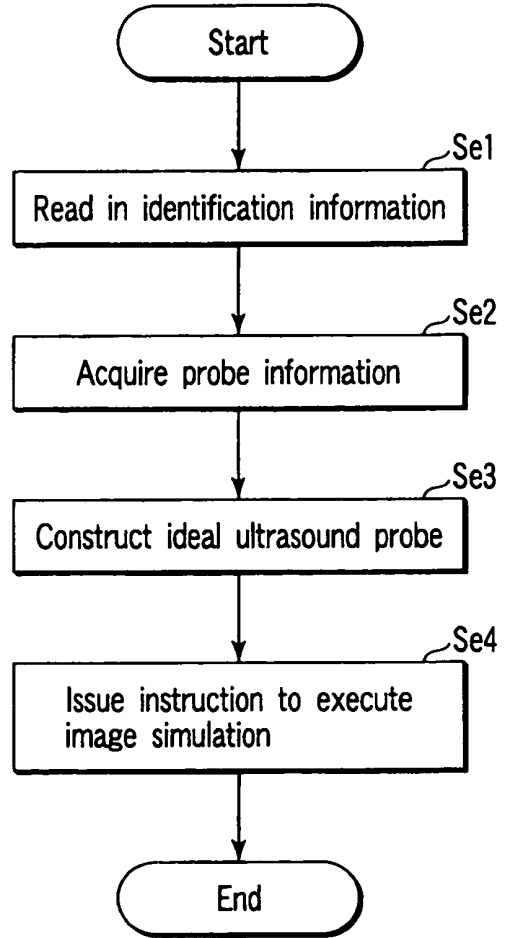 Start
Se1
Read in identification information
Se2
Acquire probe information
Se3
Construct ideal ultrasound probe
Se4
Issue instruction to execute
image simulation
End